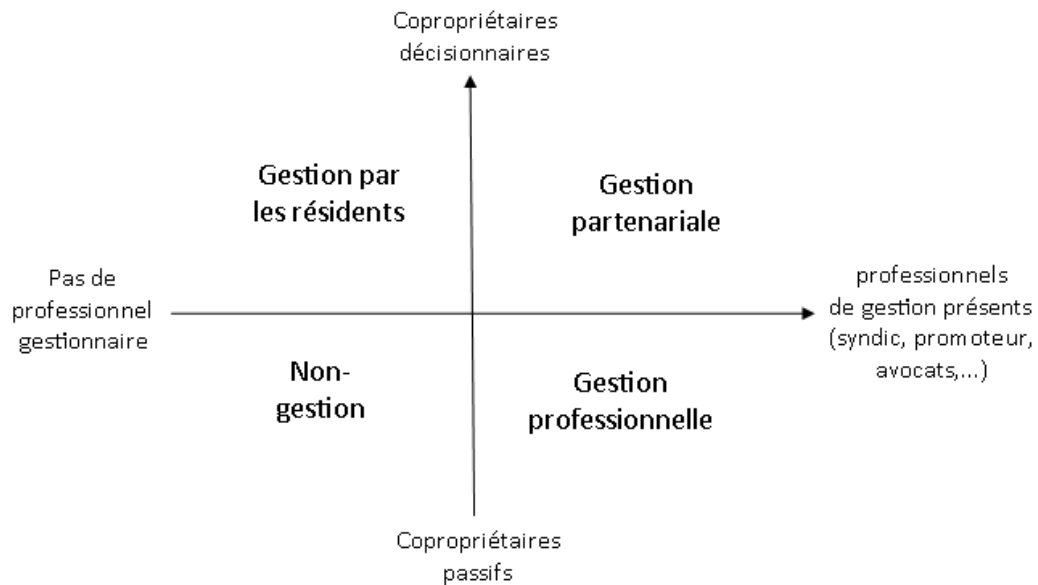 Copropriétaires
décisionnaires
Gestion par
les résidents
Gestion
partenariale
Pas de
professionnel
gestionnaire
professionnels
de gestion présents
(syndic, promoteur,
avocats,...)
Non-
gestion
Gestion
professionnelle
Copropriétaires
passifs